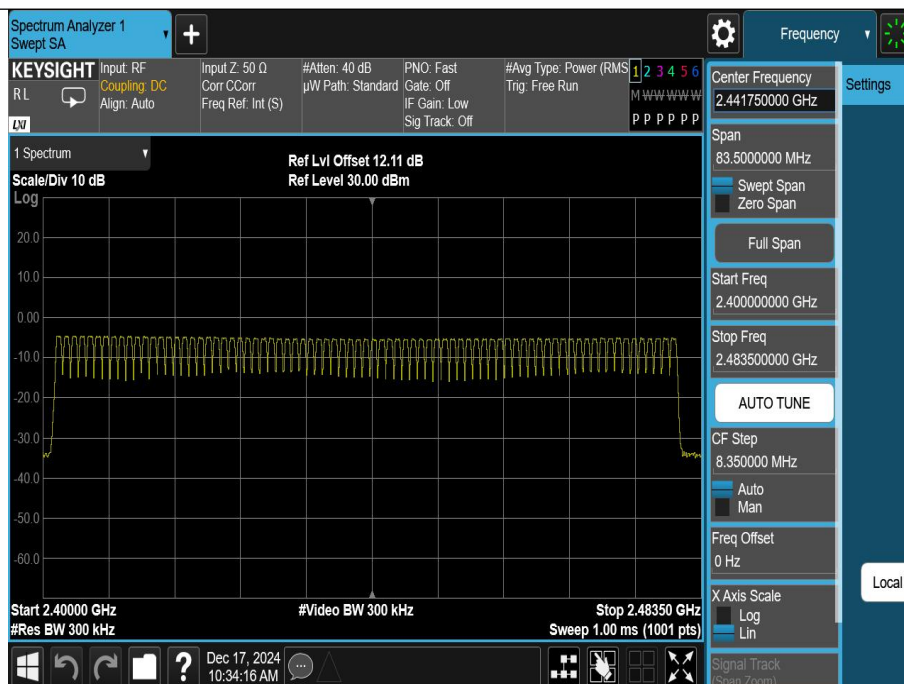 Spectrum Analyzer 1
Swept SA
▼
+
Frequency
▼
KEYSIGHT
R L
LXI
Input: RF
Coupling: DC
Align: Auto
Input Z: 50 Ω
Corr CCorr
Freq Ref: Int (S)
#Atten: 40 dB
µW Path: Standard
PNO: Fast
Gate: Off
IF Gain: Low
Sig Track: Off
#Avg Type: Power (RMS
Trig: Free Run
1 2 3 4 5 6
M W W W W W
P P P P P P
1 Spectrum
▼
Scale/Div 10 dB
Ref Lvl Offset 12.11 dB
Ref Level 30.00 dBm
Log
20.0
10.0
0.00
-10.0
-20.0
-30.0
-40.0
-50.0
-60.0
Start 2.40000 GHz
#Video BW 300 kHz
Stop 2.48350 GHz
#Res BW 300 kHz
Sweep 1.00 ms (1001 pts)
Dec 17, 2024
10:34:16 AM
?
Center Frequency
2.441750000 GHz
Settings
Span
83.5000000 MHz
Swept Span
Zero Span
Full Span
Start Freq
2.400000000 GHz
Stop Freq
2.483500000 GHz
AUTO TUNE
CF Step
8.350000 MHz
Auto
Man
Freq Offset
0 Hz
X Axis Scale
Log
Lin
Local
Signal Track
(Span Zoom)